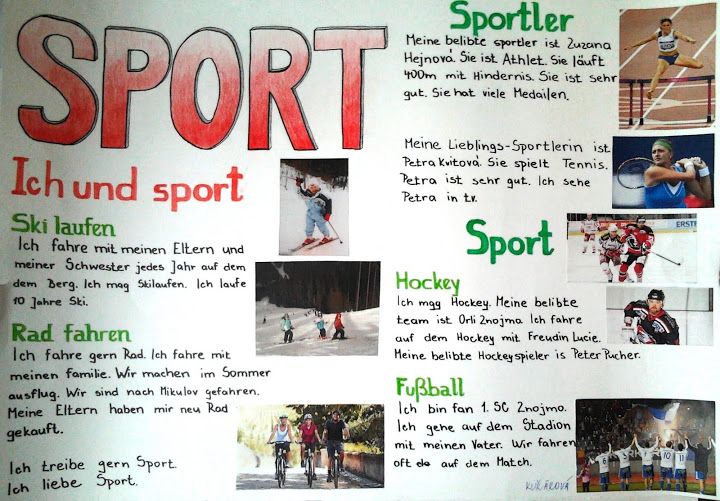 SPORT
Ich und sport
Ski laufen
Ich fahre mit meinen Eltern und
meiner Schwester jedes Jahr auf dem
dem Berg. Ich mag Skilaufen. Ich laufe
10 Jahre Ski.
Rad fahren
Ich fahre gern Rad. Ich fahre mit
meinen familie. Wir machen im Sommer
ausflug. Wir sind nach Mikulov gefahren.
Meine Eltern haben mir neu Rad
gekauft.
Ich treibe gern Sport.
Ich liebe Sport.
Sportler
Meine belibte sportler ist Zuzana
Hejnová. Sie ist Athlet. Sie läuft
400m mit Hindernis. Sie ist sehr
gut. Sie hat viele Medailen.
Meine Lieblings-Sportlerin ist
Petra Kvitová. Sie spielt Tennis.
Petra ist sehr gut. Ich sehe
Petra in tv.
Sport
Hockey
Ich mag Hockey. Meine belibte
team ist Orli Znojmo. Ich fahre
auf dem Hockey mit Freudin Lucie.
Meine belibte Hockeyspieler is Peter Pucher.
Fußball
Ich bin fan 1. SC Znojmo.
Ich gehe auf dem Stadion
mit meinen Vater. Wir fahren
oft auf dem Match.
KUKÁROVÁ
ERSTE